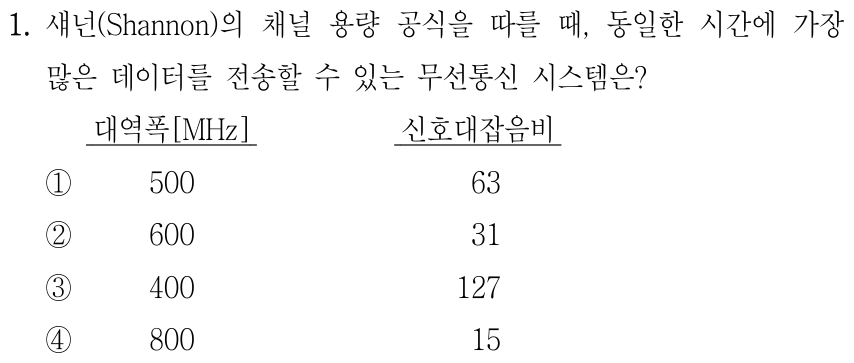 1. 섀넌(Shannon)의 채널 용량 공식을 따를 때, 동일한 시간에 가장
많은 데이터를 전송할 수 있는 무선통신 시스템은?
대역폭[MHz] 신호대잡음비
① 500 63
② 600 31
③ 400 127
④ 800 15